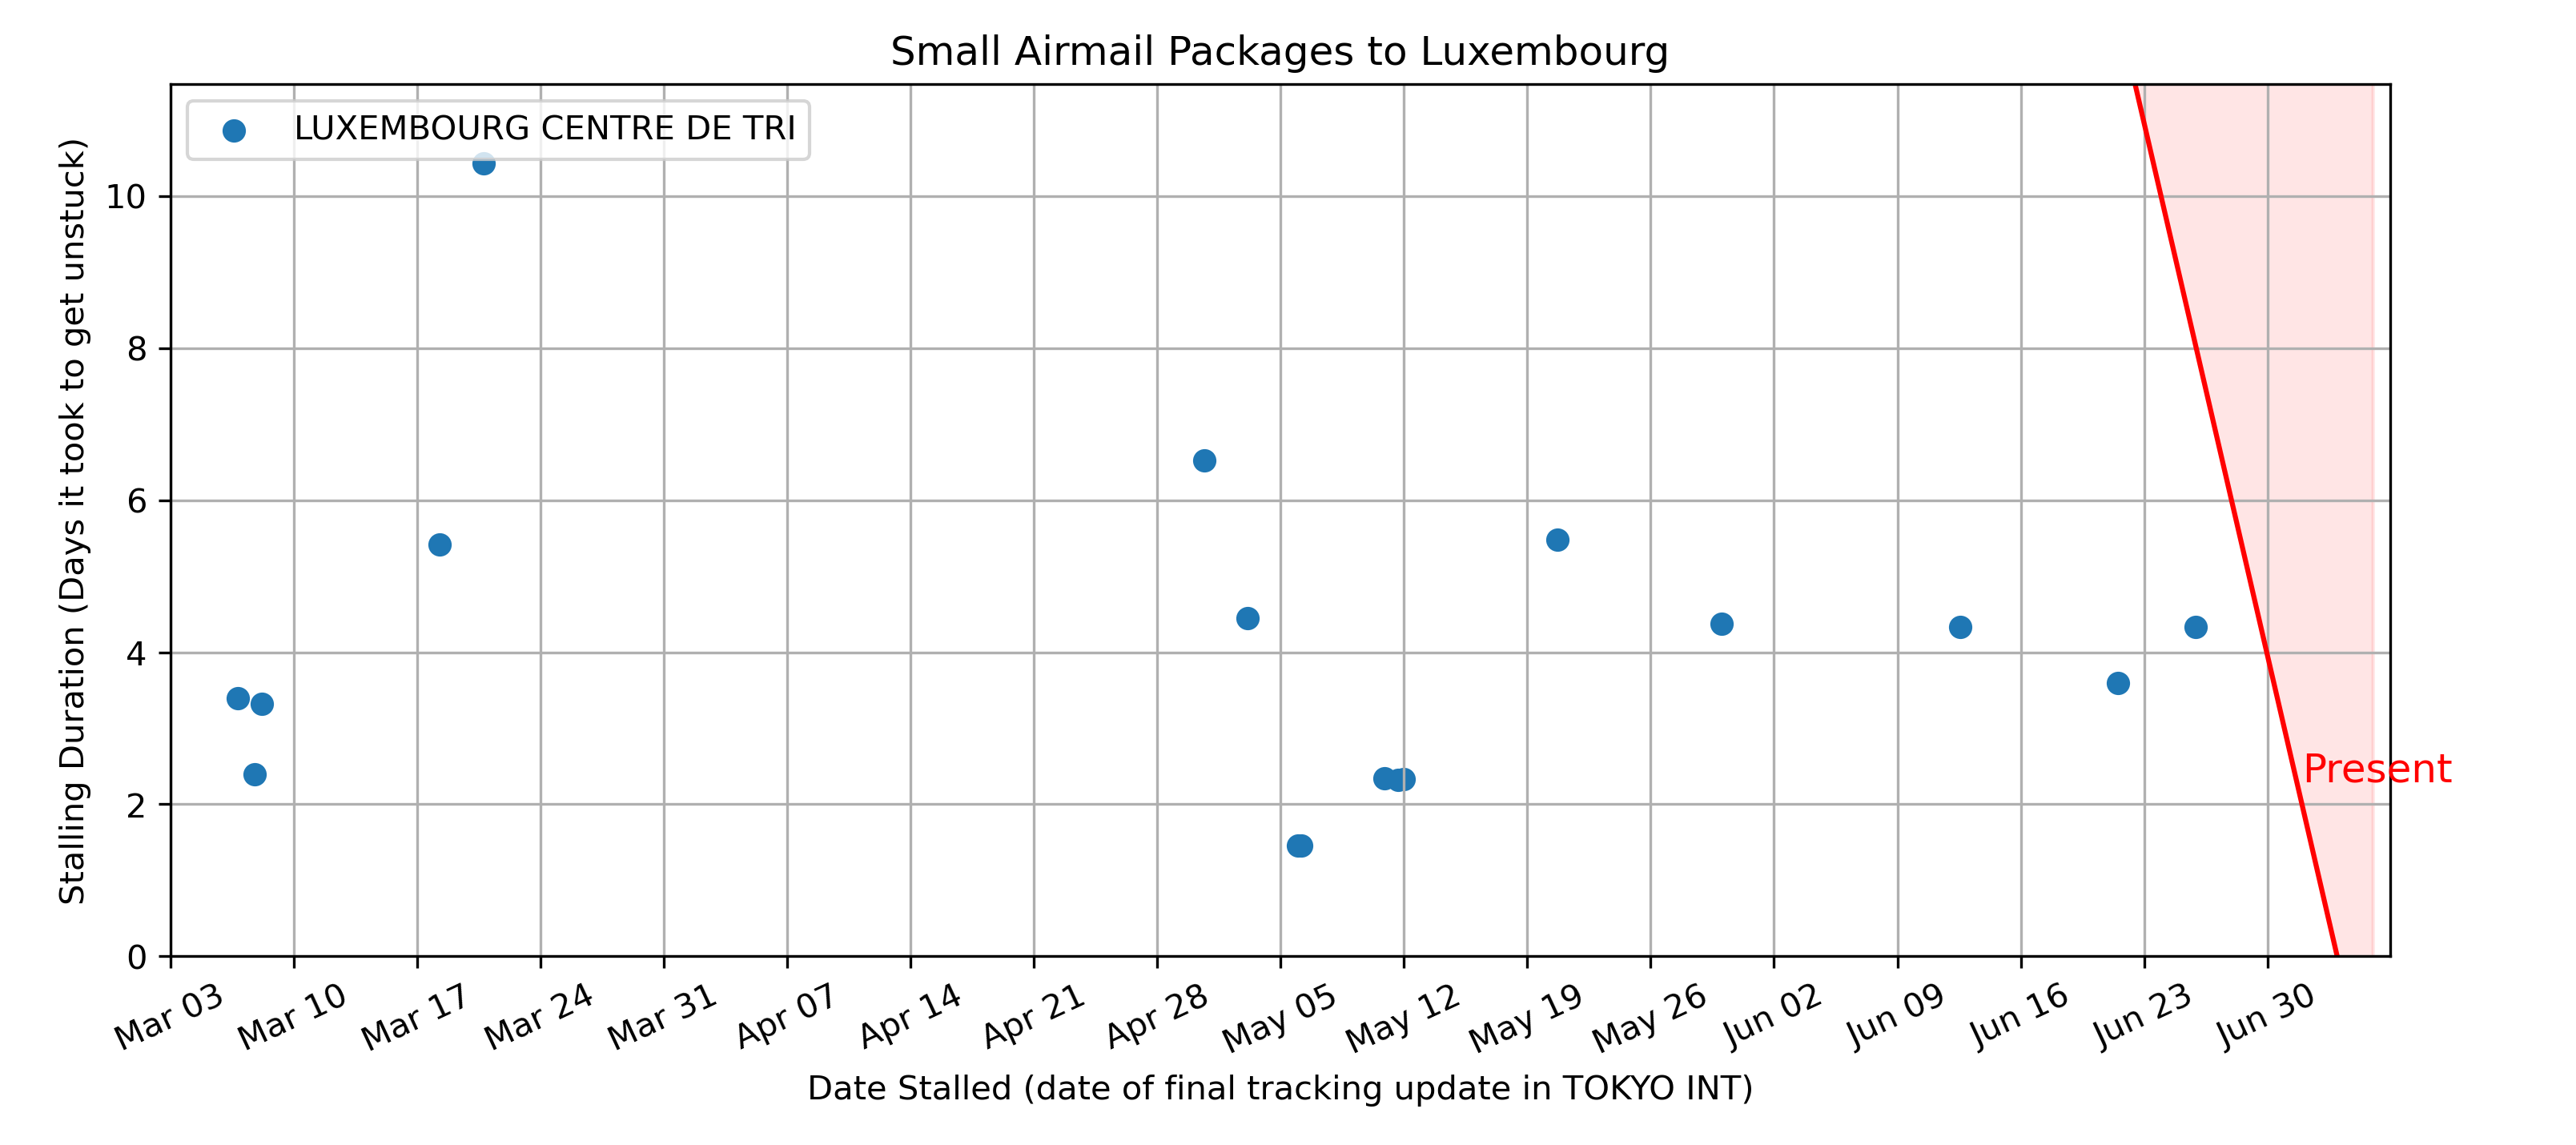 Small Airmail Packages to Luxembourg
LUXEMBOURG CENTRE DE TRI
Stalling Duration (Days it took to get unstuck)
10
8
6
4
2
0
Present
Mar 03
Mar 10
Mar 17
Mar 24
Mar 31
Apr 07
Apr 14
Apr 21
Apr 28
May 05
May 12
May 19
May 26
Jun 02
Jun 09
Jun 16
Jun 23
Jun 30
Date Stalled (date of final tracking update in TOKYO INT)